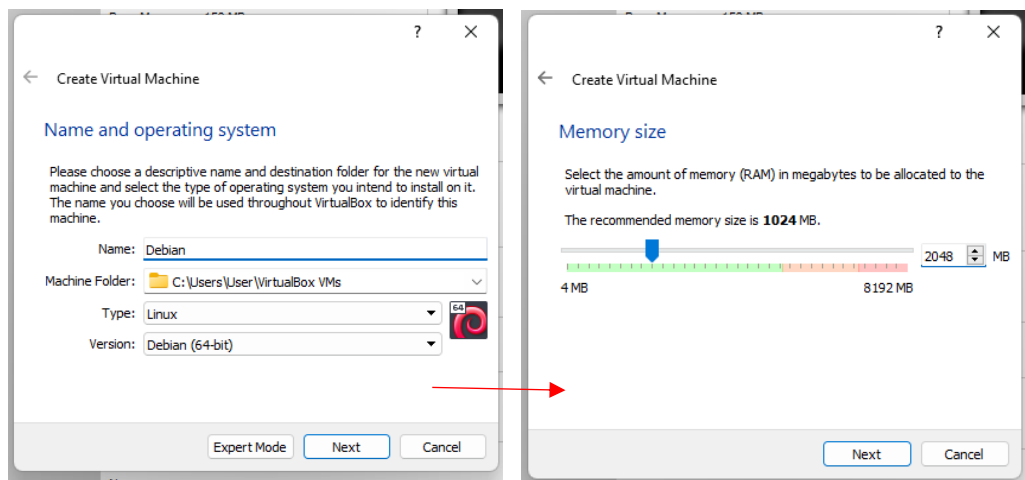 ?
Create Virtual Machine
Name and operating system
Please choose a descriptive name and destination folder for the new virtual
machine and select the type of operating system you intend to install on it.
The name you choose will be used throughout VirtualBox to identify this
machine.
Name: Debian
Machine Folder: C:\Users\User\VirtualBox VMs
Type: Linux
64
Version: Debian (64-bit)
Expert Mode Next Cancel
?
Create Virtual Machine
Memory size
Select the amount of memory (RAM) in megabytes to be allocated to the
virtual machine.
The recommended memory size is 1024 MB.
2048 MB
4 MB 8192 MB
Next Cancel